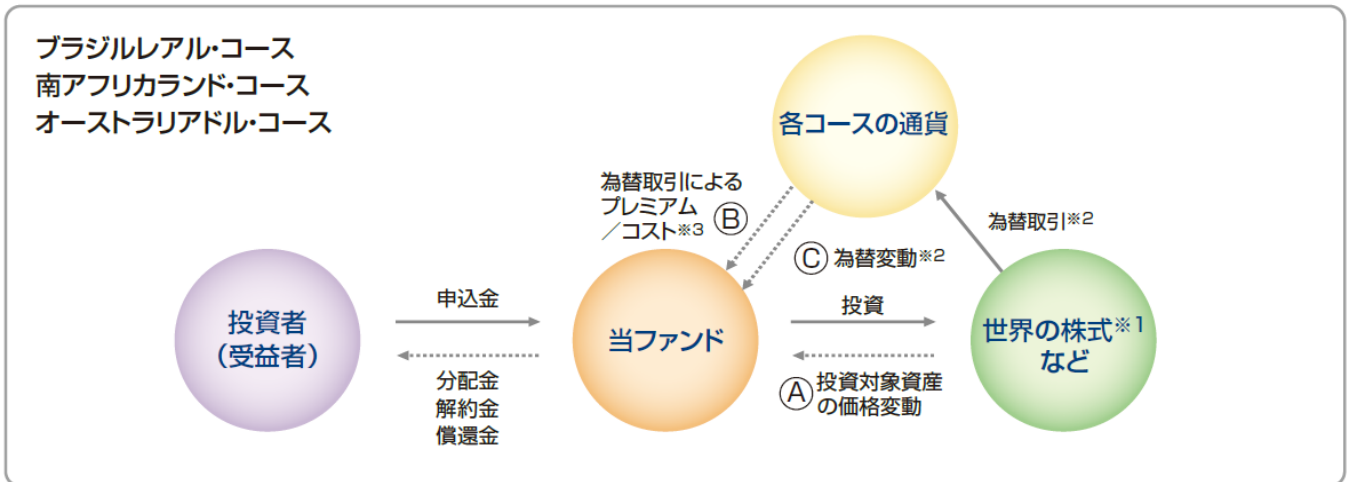 ブラジルレアル・コース
南アフリカランド・コース
オーストラリアドル・コース
各コースの通貨
為替取引による
プレミアム
／コスト※3
Ⓑ
為替取引※2
Ⓒ 為替変動※2
投資者
（受益者）
申込金
分配金
解約金
償還金
当ファンド
投資
Ⓐ 投資対象資産
の価格変動
世界の株式※1
など